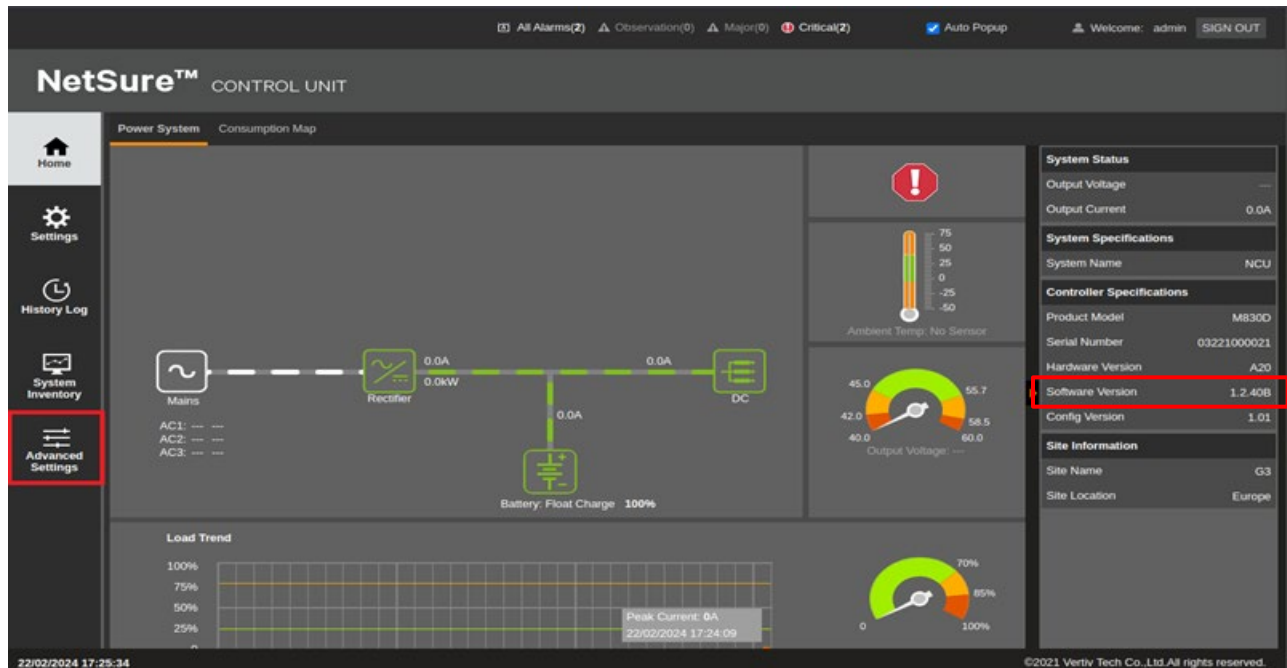 All Alarms(2) Observation(0) Major(0) Critical(2) Auto Popup Welcome: admin SIGN OUT
NetSure™ CONTROL UNIT
Power System Consumption Map
Home
Settings
History Log
System
Inventory
Advanced
Settings
Mains
AC1: --- ---
AC2: --- ---
AC3: --- ---
Rectifier
0.0A
0.0kW
0.0A
0.0A
DC
Battery: Float Charge 100%
75
50
25
0
-25
-50
Ambient Temp: No Sensor
45.0
55.7
42.0
58.5
40.0
60.0
Output Voltage: ---
Load Trend
100%
75%
50%
25%
0
Peak Current: 0A
22/02/2024 17:24:09
70%
85%
0
100%
System Status
Output Voltage ---
Output Current 0.0A
System Specifications
System Name NCU
Controller Specifications
Product Model M830D
Serial Number 03221000021
Hardware Version A20
Software Version 1.2.40B
Config Version 1.01
Site Information
Site Name G3
Site Location Europe
22/02/2024 17:25:34
©2021 Vertiv Tech Co.,Ltd.All rights reserved.